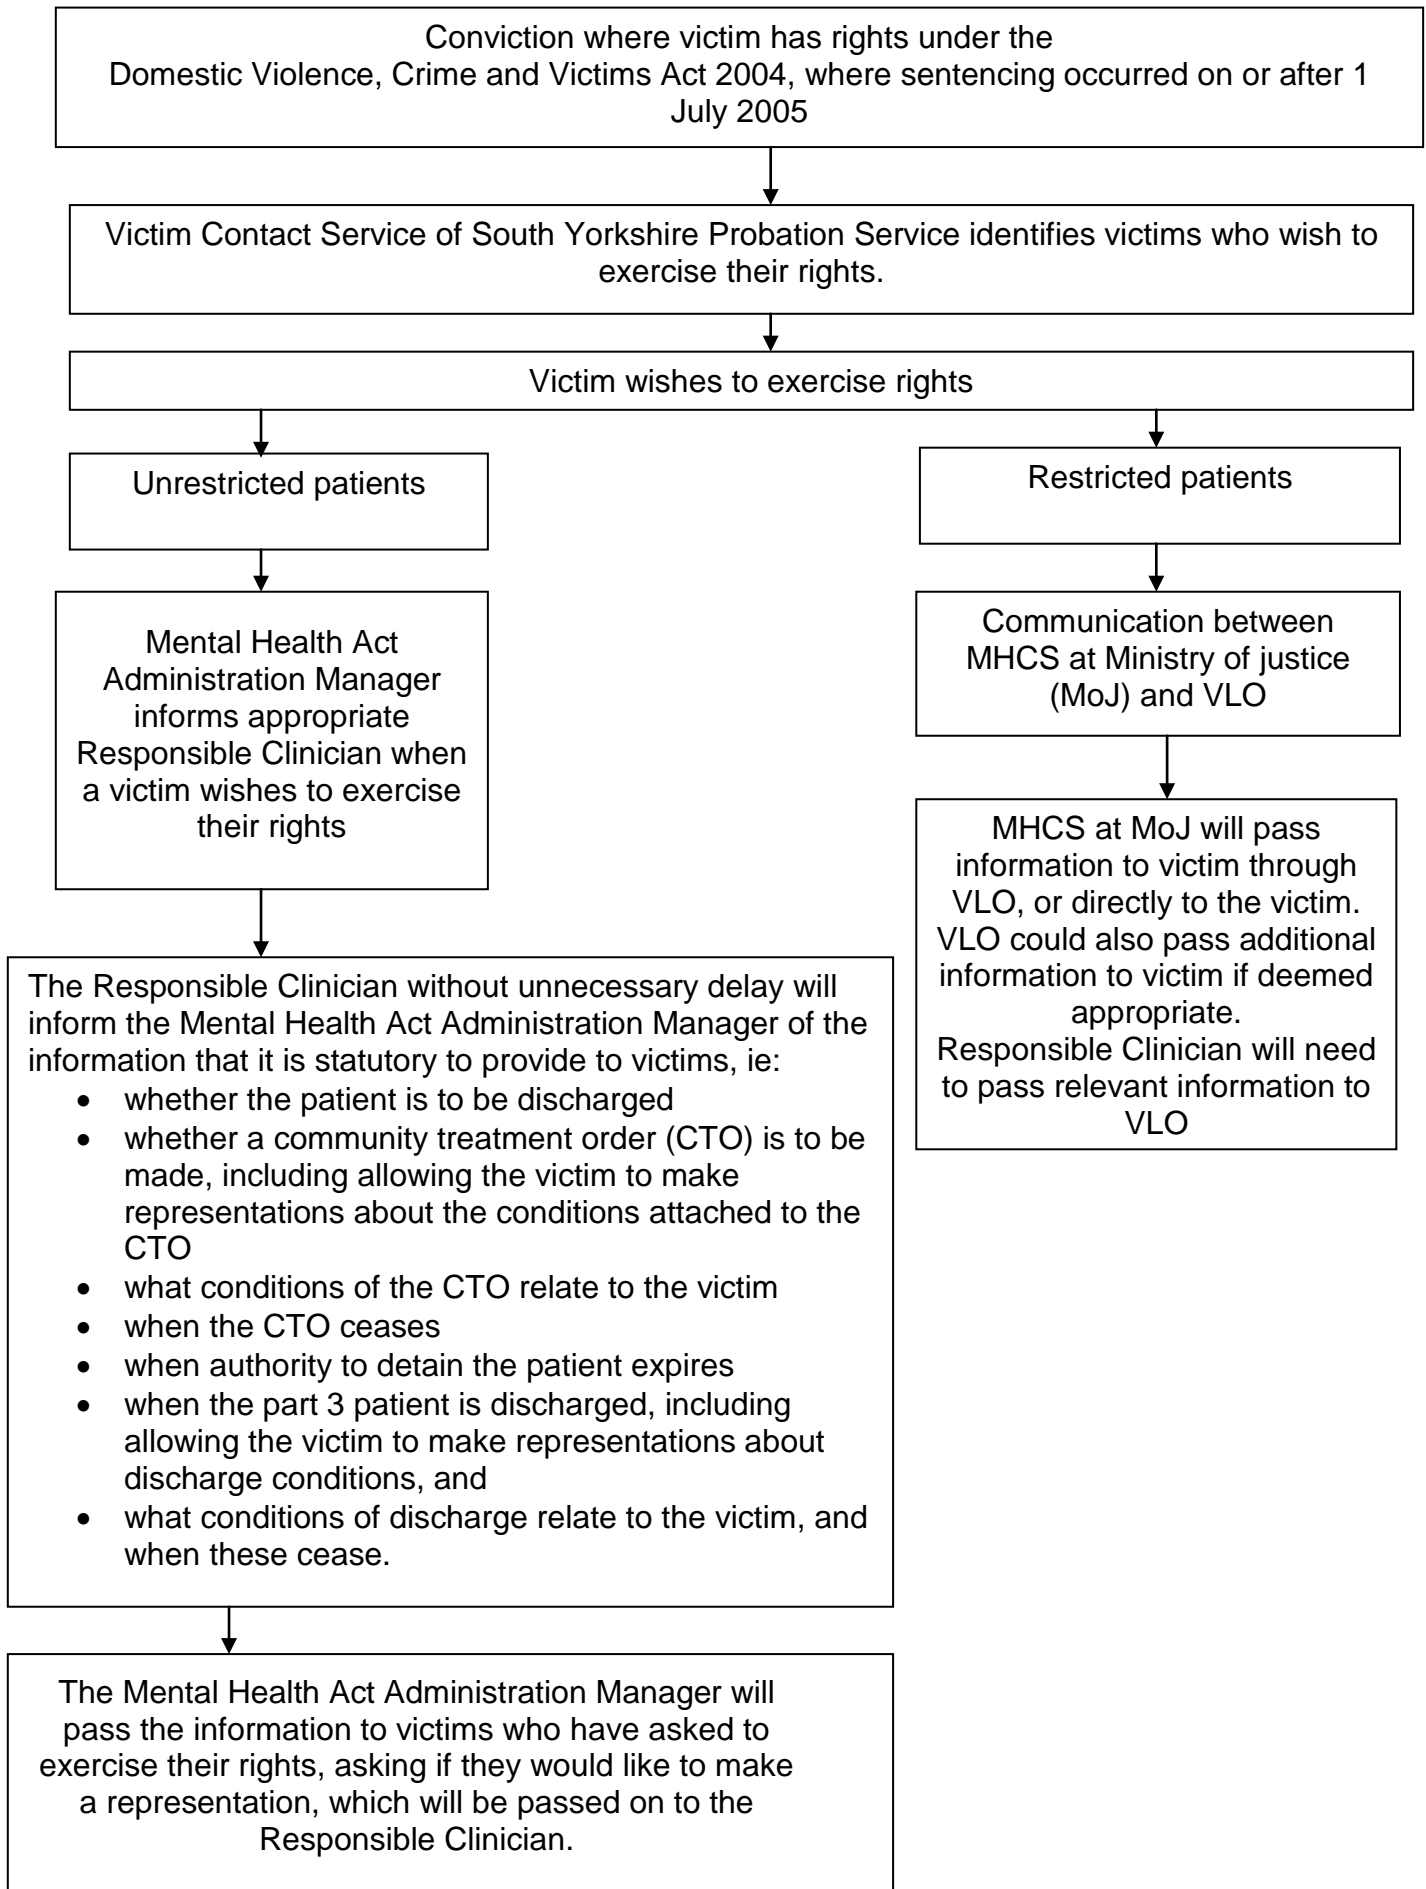 Conviction where victim has rights under the
Domestic Violence, Crime and Victims Act 2004, where sentencing occurred on or after 1
July 2005
Victim Contact Service of South Yorkshire Probation Service identifies victims who wish to
exercise their rights.
Victim wishes to exercise rights
Unrestricted patients
Restricted patients
Mental Health Act
Administration Manager
informs appropriate
Responsible Clinician when
a victim wishes to exercise
their rights
Communication between
MHCS at Ministry of justice
(MoJ) and VLO
MHCS at MoJ will pass
information to victim through
VLO, or directly to the victim.
VLO could also pass additional
information to victim if deemed
appropriate.
Responsible Clinician will need
to pass relevant information to
VLO
The Responsible Clinician without unnecessary delay will
inform the Mental Health Act Administration Manager of the
information that it is statutory to provide to victims, ie:
• whether the patient is to be discharged
• whether a community treatment order (CTO) is to be
made, including allowing the victim to make
representations about the conditions attached to the
CTO
• what conditions of the CTO relate to the victim
• when the CTO ceases
• when authority to detain the patient expires
• when the part 3 patient is discharged, including
allowing the victim to make representations about
discharge conditions, and
• what conditions of discharge relate to the victim, and
when these cease.
The Mental Health Act Administration Manager will
pass the information to victims who have asked to
exercise their rights, asking if they would like to make
a representation, which will be passed on to the
Responsible Clinician.